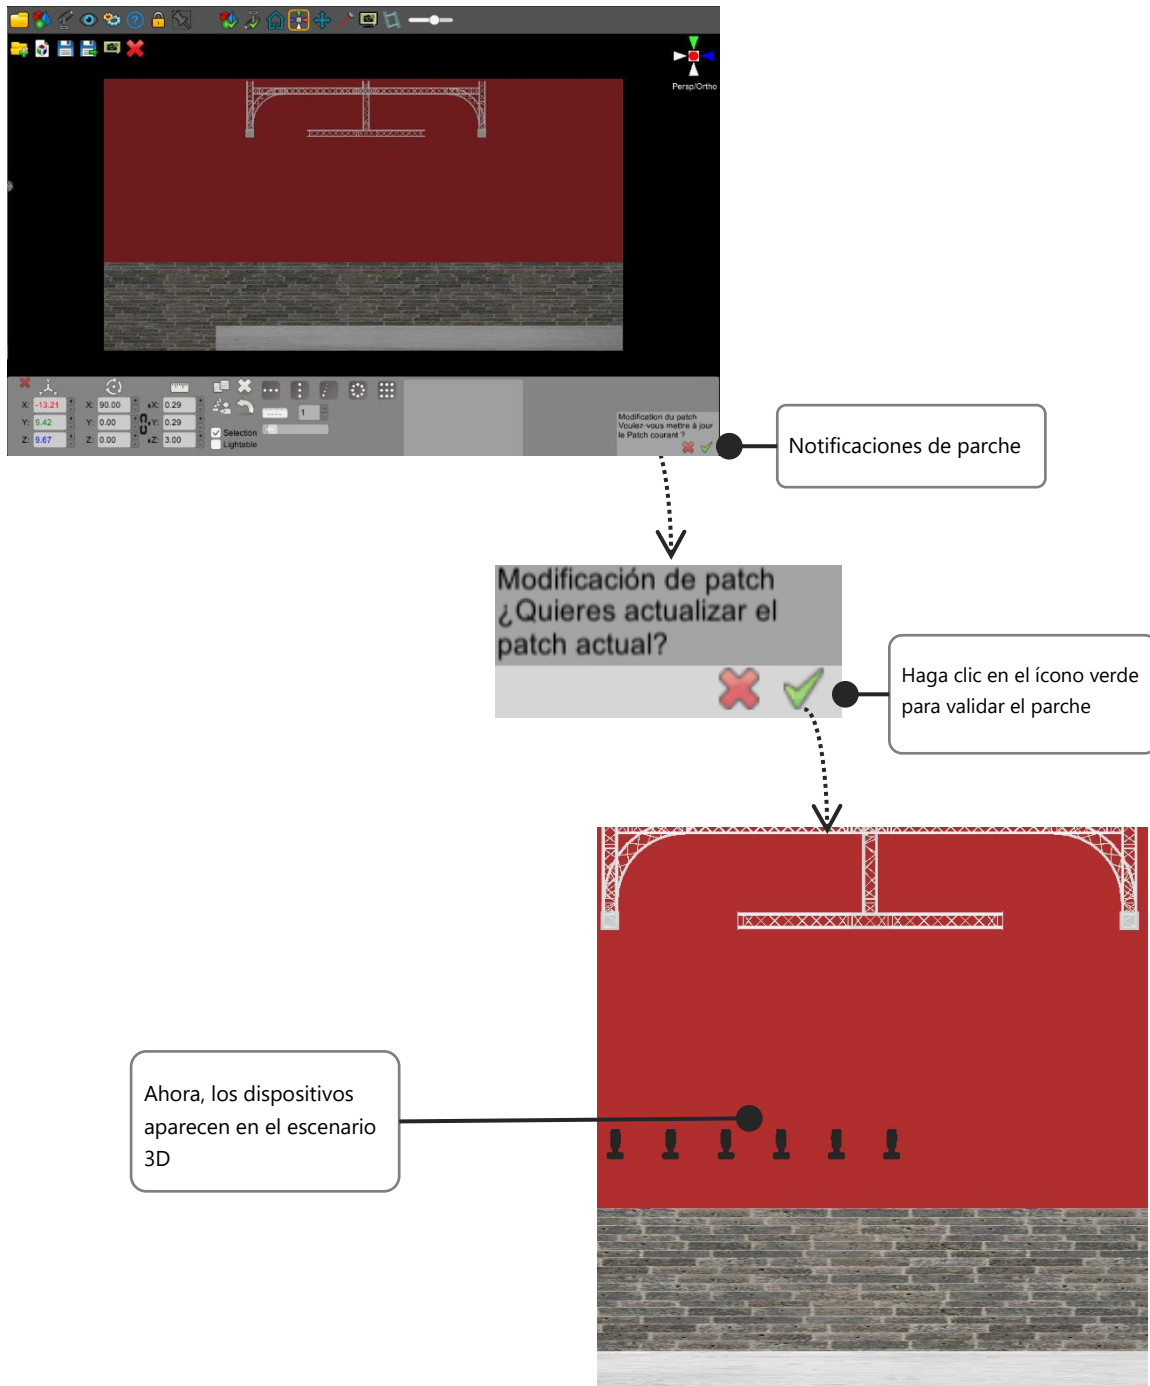 Persp/Ortho
X: -13.21 X: 90.00 X: 0.29
Y: 9.42 Y: 0.00 Y: 0.29
Z: 9.67 Z: 0.00 Z: 3.00
1
Selection
Lightable
Modification du patch
Voulez-vous mettre à jour
le Patch courant ?
Notificaciones de parche
Modificación de patch
¿Quieres actualizar el
patch actual?
Haga clic en el ícono verde
para validar el parche
Ahora, los dispositivos
aparecen en el escenario
3D